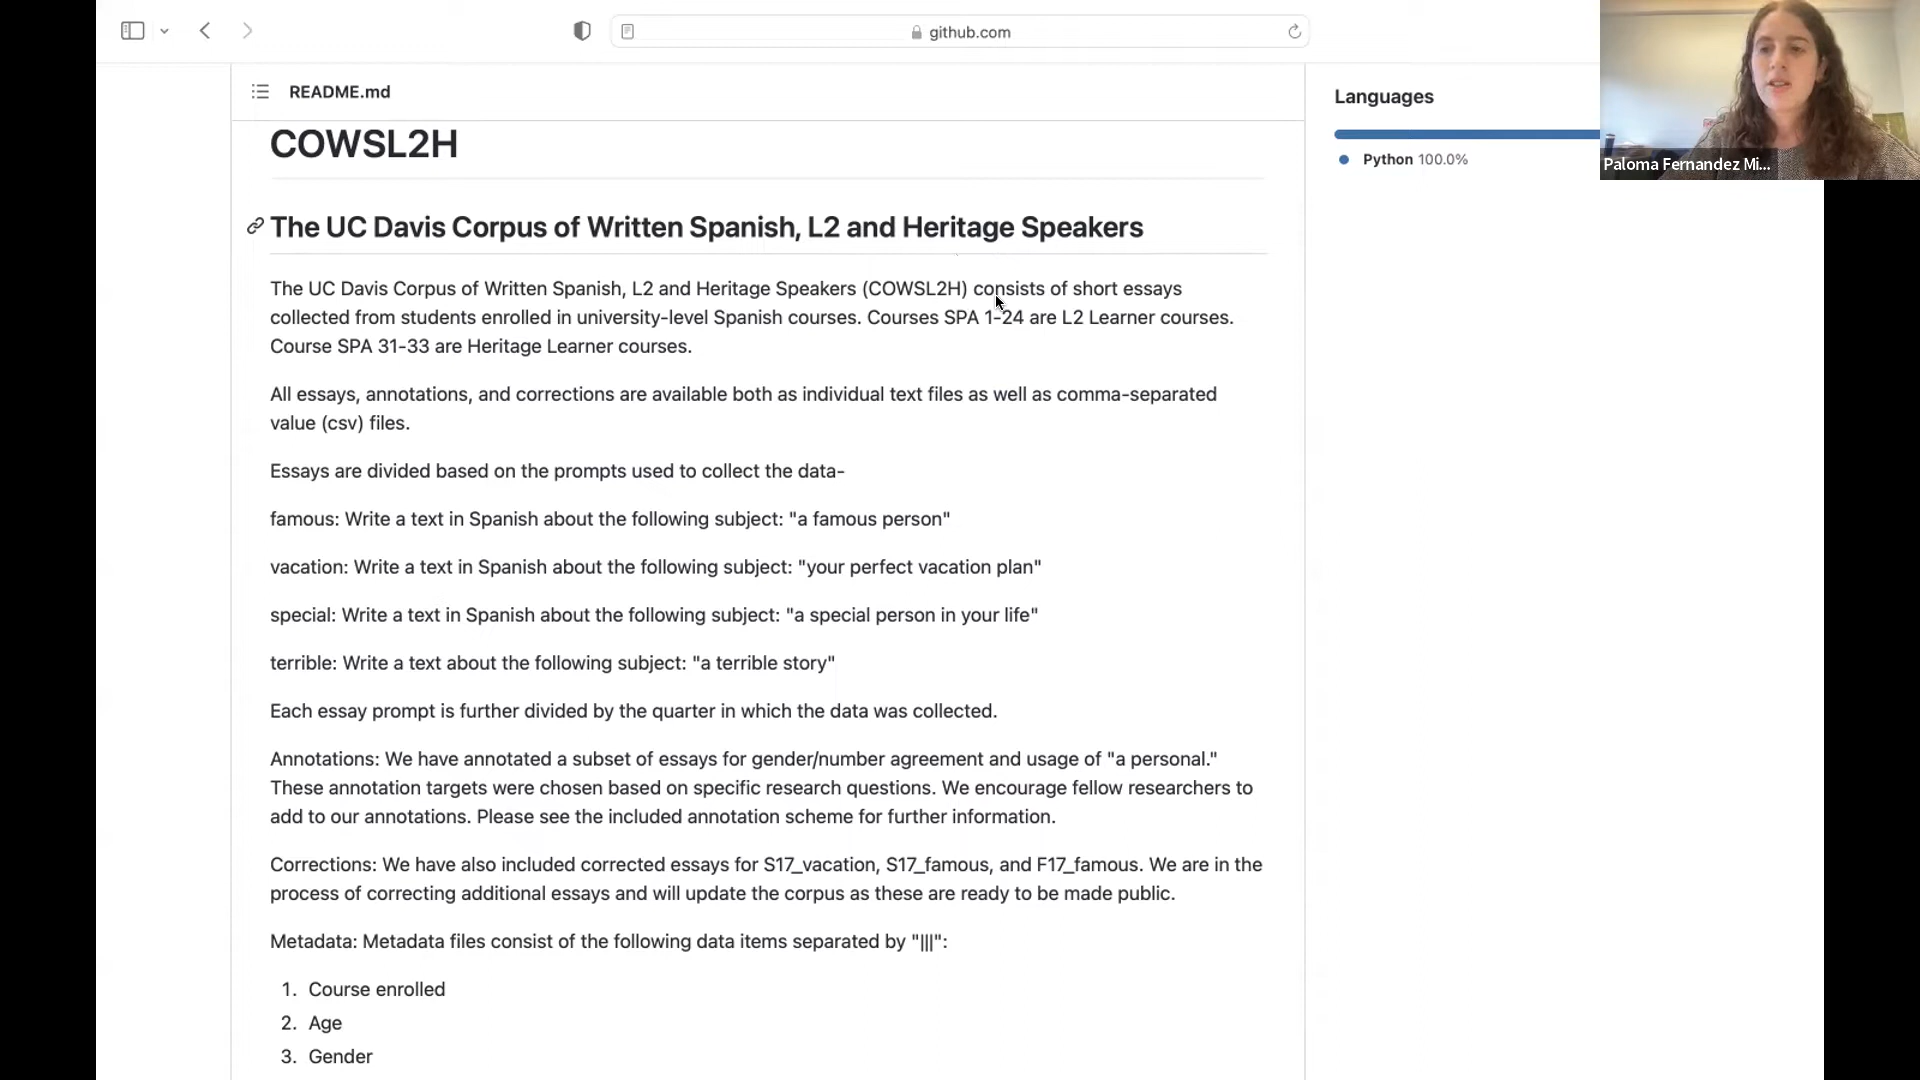 github.com
README.md
COWSL2H
The UC Davis Corpus of Written Spanish, L2 and Heritage Speakers
The UC Davis Corpus of Written Spanish, L2 and Heritage Speakers (COWSL2H) consists of short essays
collected from students enrolled in university-level Spanish courses. Courses SPA 1-24 are L2 Learner courses.
Course SPA 31-33 are Heritage Learner courses.
All essays, annotations, and corrections are available both as individual text files as well as comma-separated
value (csv) files.
Essays are divided based on the prompts used to collect the data-
famous: Write a text in Spanish about the following subject: "a famous person"
vacation: Write a text in Spanish about the following subject: "your perfect vacation plan"
special: Write a text in Spanish about the following subject: "a special person in your life"
terrible: Write a text about the following subject: "a terrible story"
Each essay prompt is further divided by the quarter in which the data was collected.
Annotations: We have annotated a subset of essays for gender/number agreement and usage of "a personal."
These annotation targets were chosen based on specific research questions. We encourage fellow researchers to
add to our annotations. Please see the included annotation scheme for further information.
Corrections: We have also included corrected essays for S17_vacation, S17_famous, and F17_famous. We are in the
process of correcting additional essays and will update the corpus as these are ready to be made public.
Metadata: Metadata files consist of the following data items separated by "|||":
1. Course enrolled
2. Age
3. Gender
Languages
Python 100.0%
Paloma Fernandez Mi...